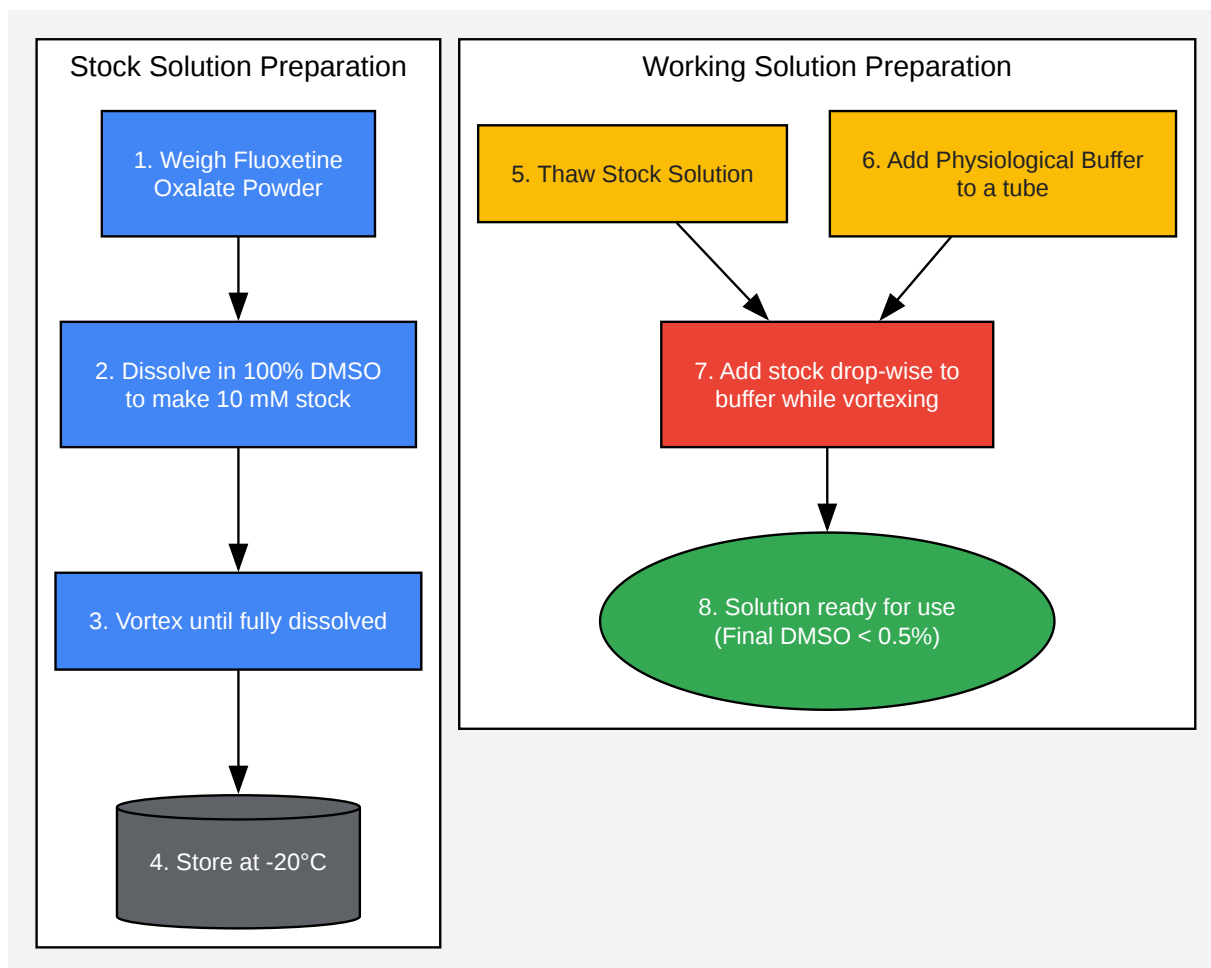 Stock Solution Preparation
1. Weigh Fluoxetine
Oxalate Powder
2. Dissolve in 100% DMSO
to make 10 mM stock
3. Vortex until fully dissolved
4. Store at -20°C
Working Solution Preparation
5. Thaw Stock Solution
6. Add Physiological Buffer
to a tube
7. Add stock drop-wise to
buffer while vortexing
8. Solution ready for use
(Final DMSO < 0.5%)